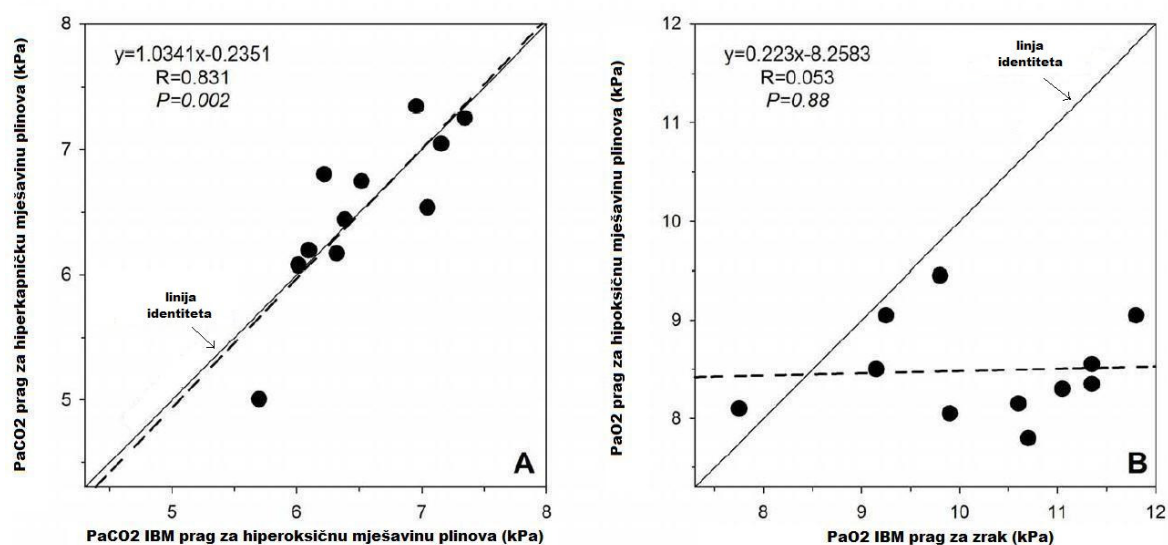 PaCO2 prag za hiperkapničku mješavinu plinova (kPa)
8
7
6
5
y=1.0341x-0.2351
R=0.831
P=0.002
linija
identiteta
A
5
6
7
8
PaCO2 IBM prag za hiperoksičnu mješavinu plinova (kPa)
PaO2 prag za hipoksičnu mješavinu plinova (kPa)
12
11
10
9
8
y=0.223x-8.2583
R=0.053
P=0.88
linja
identiteta
B
8
9
10
11
12
PaO2 IBM prag za zrak (kPa)